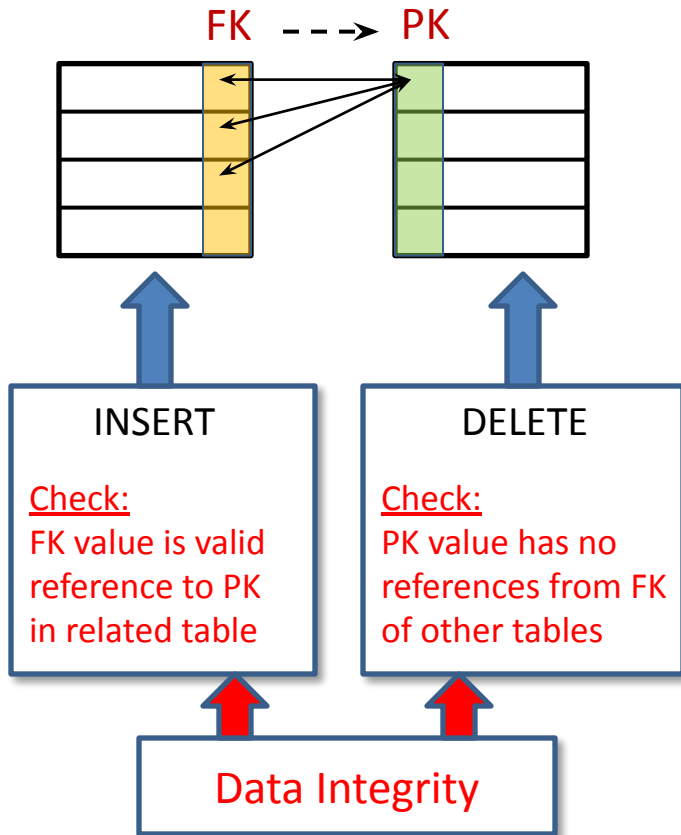 FK PK
INSERT
Check:
FK value is valid
reference to PK
in related table
DELETE
Check:
PK value has no
references from FK
of other tables
Data Integrity